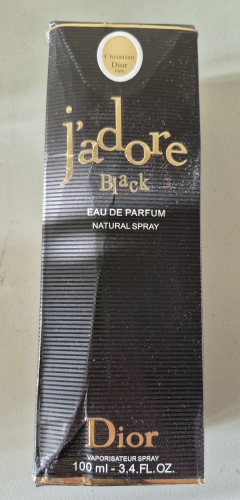 Christian
Dior
Paris
j'adore
Black
EAU DE PARFUM
NATURAL SPRAY
Dior
VAPORISATEUR SPRAY
100 ml - 3,4.FL.OZ.